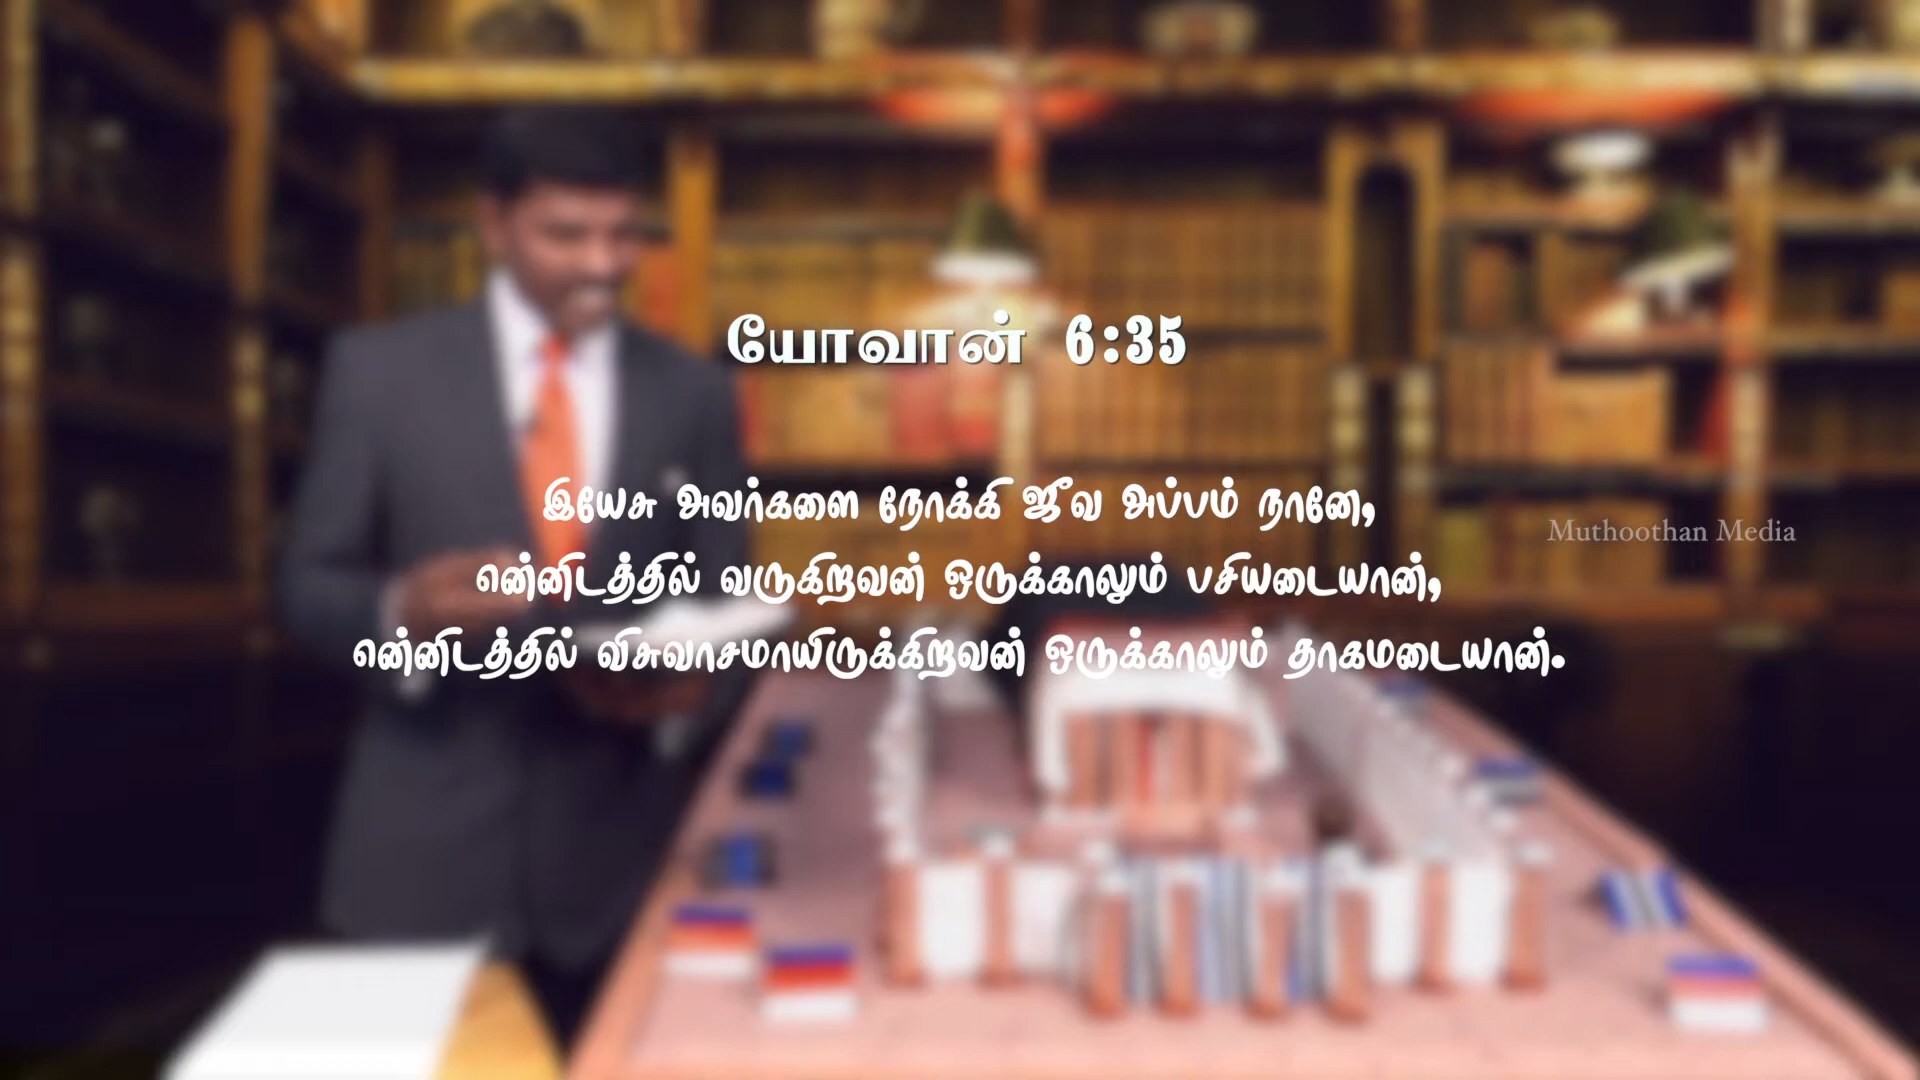 யோவான் 6:35
இயேசு அவர்களை நோக்கி ஜீவ அப்பம் நானே,
என்னிடத்தில் வருகிறவன் ஒருக்காலும் பசியடையான்,
என்னிடத்தில் விசுவாசமாயிருக்கிறவன் ஒருக்காலும் தாகமடையான்.
Muthoothan Media